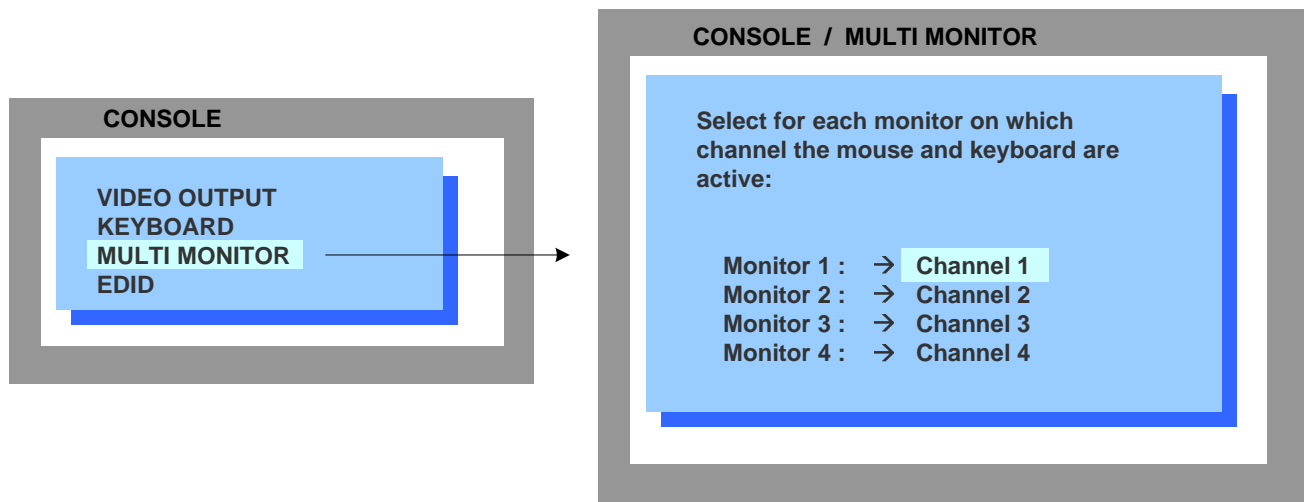 CONSOLE
VIDEO OUTPUT
KEYBOARD
MULTI MONITOR
EDID
CONSOLE / MULTI MONITOR
Select for each monitor on which
channel the mouse and keyboard are
active:
Monitor 1 : → Channel 1
Monitor 2 : → Channel 2
Monitor 3 : → Channel 3
Monitor 4 : → Channel 4